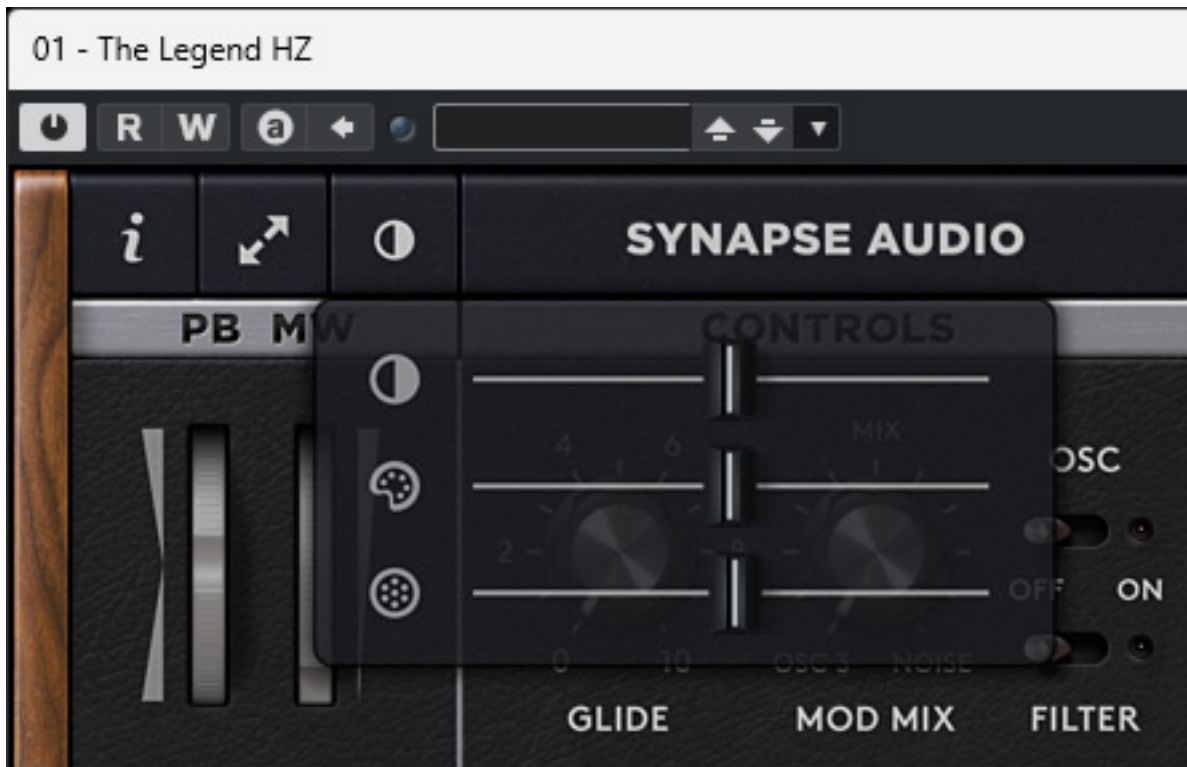 01 - The Legend HZ
R W a
i SYNAPSE AUDIO
PB MW CONTROLS
4 6 MIX
OSC
2 8
OFF ON
0 10 OSC 3 NOISE
GLIDE MOD MIX FILTER